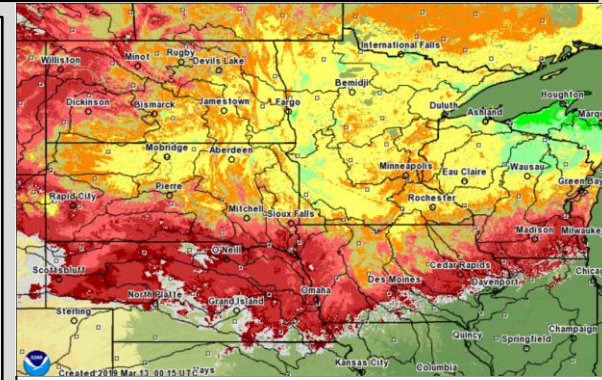 International Falls
Williston
Minot
Rugby
Devils Lake
Bemidji
Houghton
Dickinson
Bismarck
Jamestown
Fargo
Duluth
Ashland
Marq
Mobridge
Aberdeen
Minneapolis
Eau Claire
Wausau
Green Bay
Rapid City
Pierre
Rochester
Mitchell
Sioux Falls
Madison
Milwaukee
O'Neill
Scottsbluff
Des Moines
Cedar Rapids
Davenport
Chica
North Platte
Grand Island
Omaha
Sterling
Quincy
Springfield
Champaign
Kansas City
Columbia
Hays
NOAA
Created 2019 Mar 13 00:15 UTC